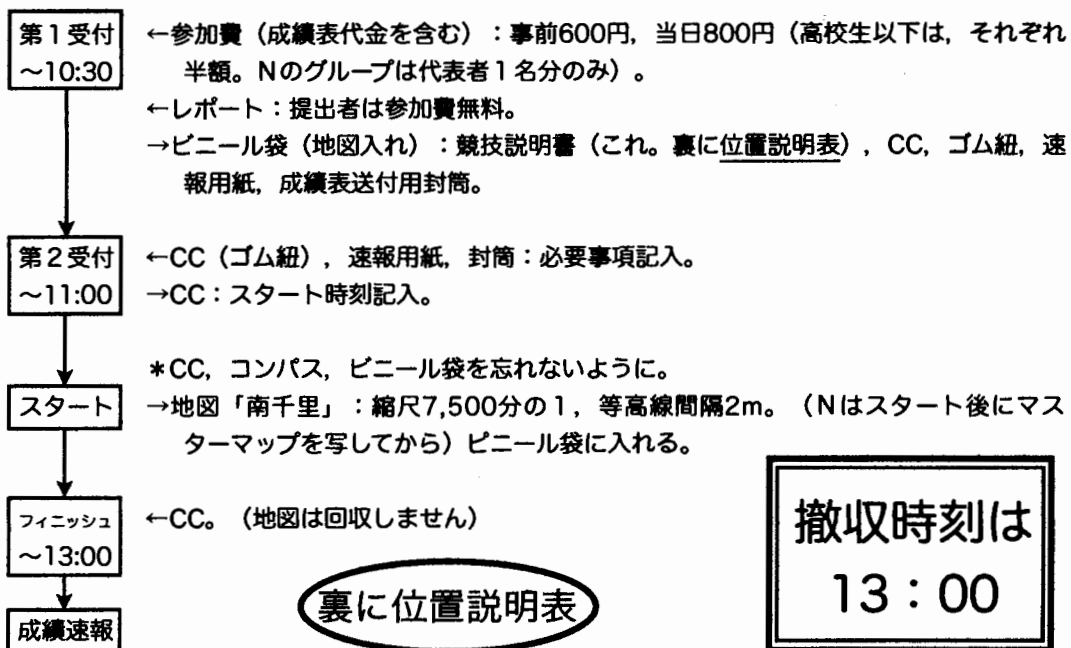 第1受付
～10:30
←参加費（成績表代金を含む）：事前600円，当日800円（高校生以下は，それぞれ
半額。Nのグループは代表者1名分のみ）。
←レポート：提出者は参加費無料。
→ビニール袋（地図入れ）：競技説明書（これ。裏に位置説明表），CC，ゴム紐，速
報用紙，成績表送付用封筒。
第2受付
～11:00
←CC（ゴム紐），速報用紙，封筒：必要事項記入。
→CC：スタート時刻記入。
＊CC，コンパス，ビニール袋を忘れないように。
スタート
→地図「南千里」：縮尺7,500分の1，等高線間隔2m。（Nはスタート後にマス
ターマップを写してから）ビニール袋に入れる。
フィニッシュ
～13:00
←CC。（地図は回収しません）
成績速報
裏に位置説明表
撤収時刻は
13：00